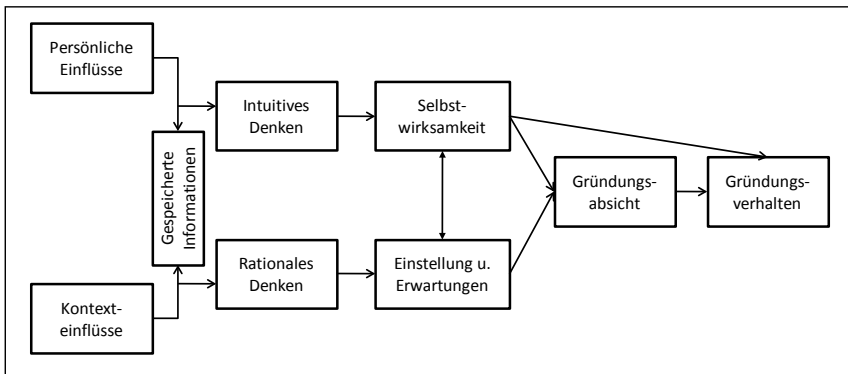 Persönliche
Einflüsse
Intuitives
Denken
Selbst-
wirksamkeit
Gespeicherte
Informationen
Gründungs-
absicht
Gründungs-
verhalten
Rationales
Denken
Einstellung u.
Erwartungen
Kontext-
einflüsse